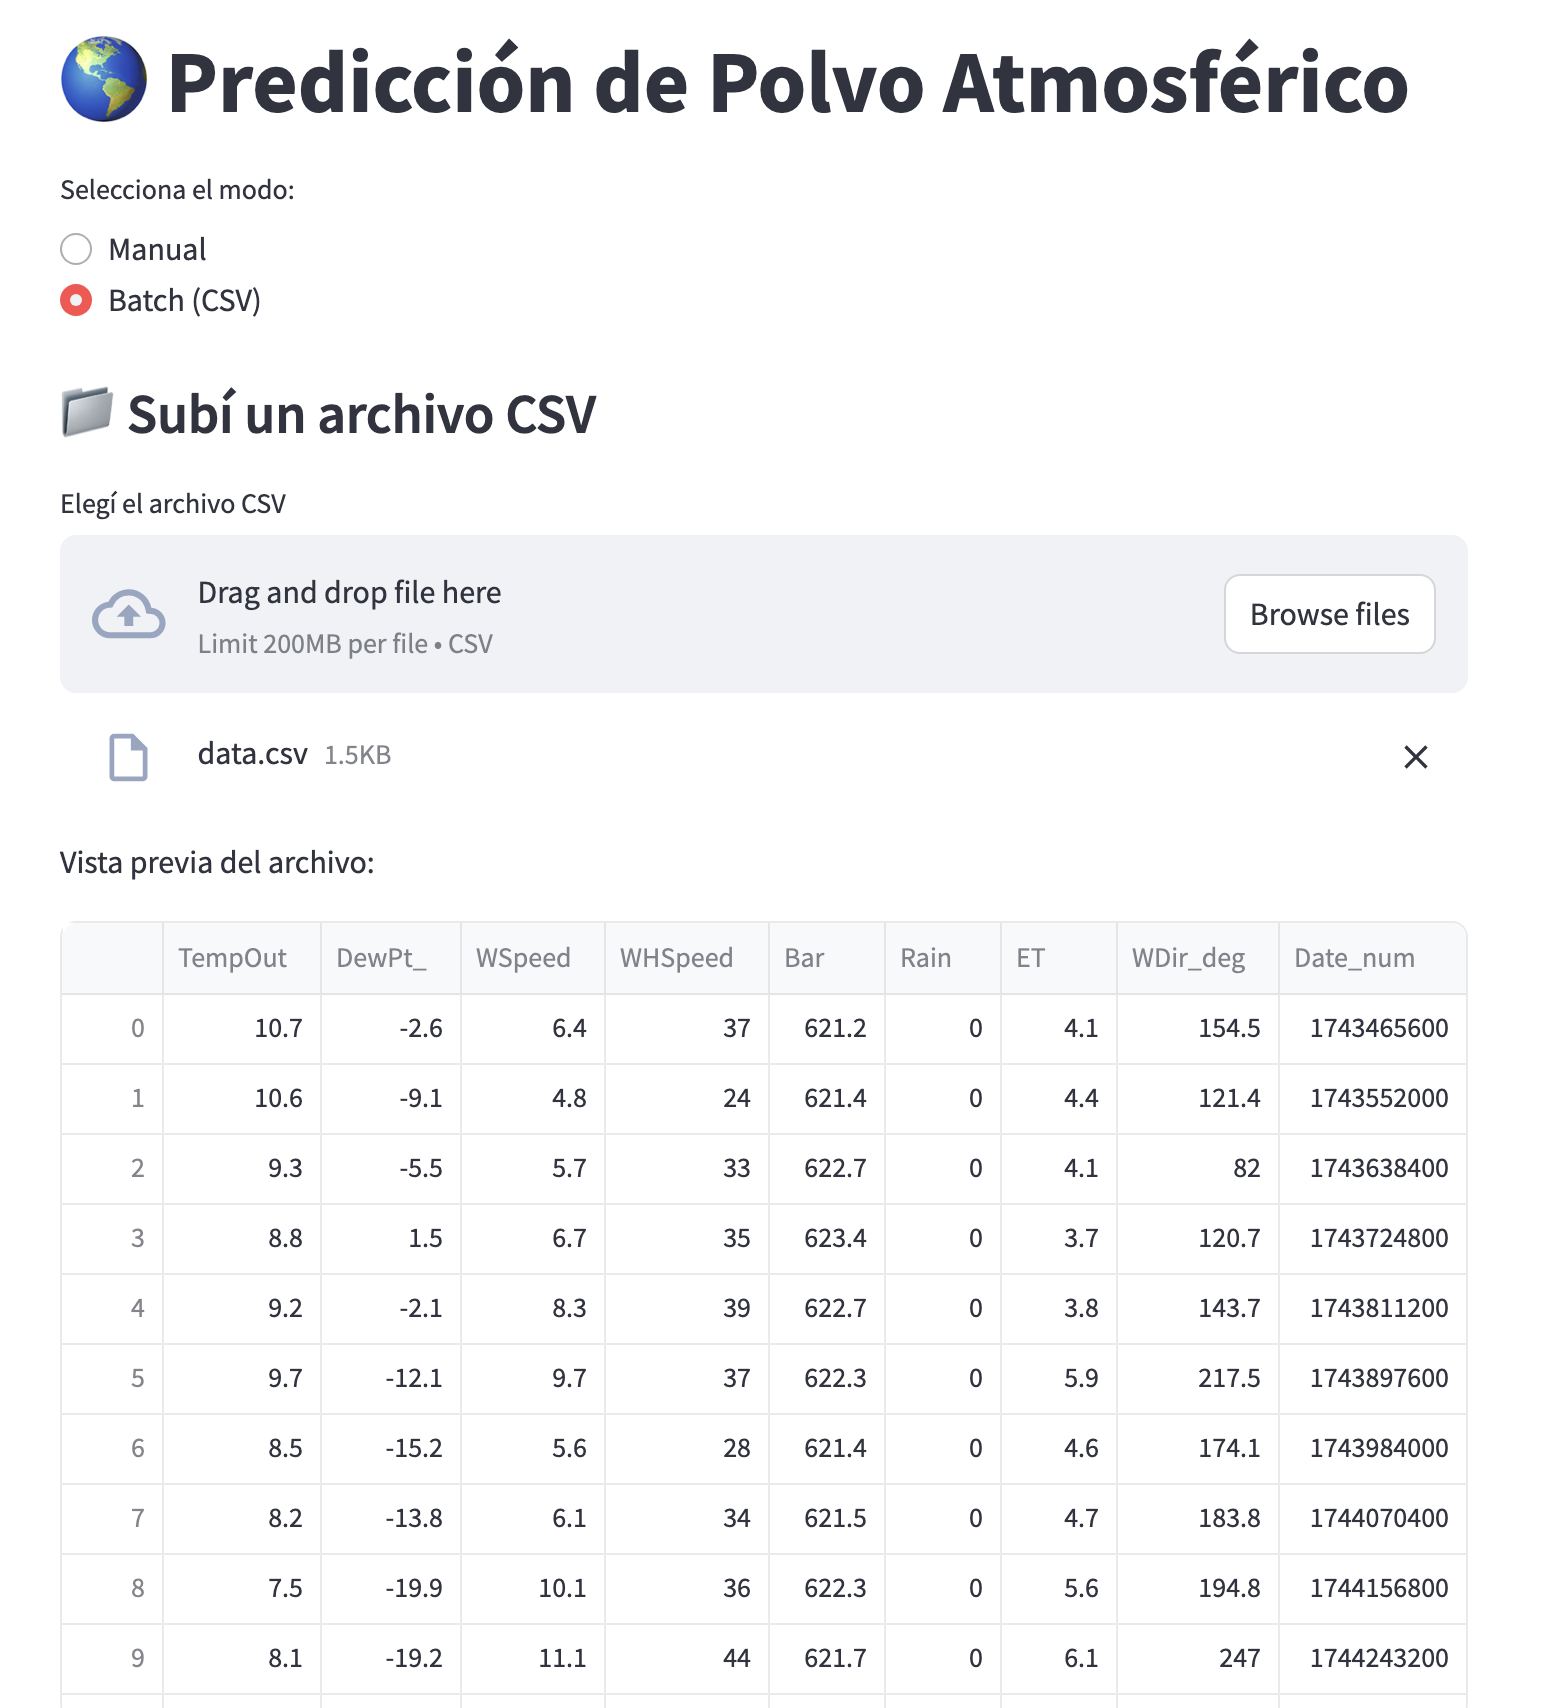 Predicción de Polvo Atmosférico
Selecciona el modo:
Manual
Batch (CSV)
Subí un archivo CSV
Elegí el archivo CSV
Drag and drop file here
Limit 200MB per file • CSV
Browse files
data.csv 1.5KB
Vista previa del archivo:
TempOut DewPt_ WSpeed WHSpeed Bar Rain ET WDir_deg Date_num
0 10.7 -2.6 6.4 37 621.2 0 4.1 154.5 1743465600
1 10.6 -9.1 4.8 24 621.4 0 4.4 121.4 1743552000
2 9.3 -5.5 5.7 33 622.7 0 4.1 82 1743638400
3 8.8 1.5 6.7 35 623.4 0 3.7 120.7 1743724800
4 9.2 -2.1 8.3 39 622.7 0 3.8 143.7 1743811200
5 9.7 -12.1 9.7 37 622.3 0 5.9 217.5 1743897600
6 8.5 -15.2 5.6 28 621.4 0 4.6 174.1 1743984000
7 8.2 -13.8 6.1 34 621.5 0 4.7 183.8 1744070400
8 7.5 -19.9 10.1 36 622.3 0 5.6 194.8 1744156800
9 8.1 -19.2 11.1 44 621.7 0 6.1 247 1744243200